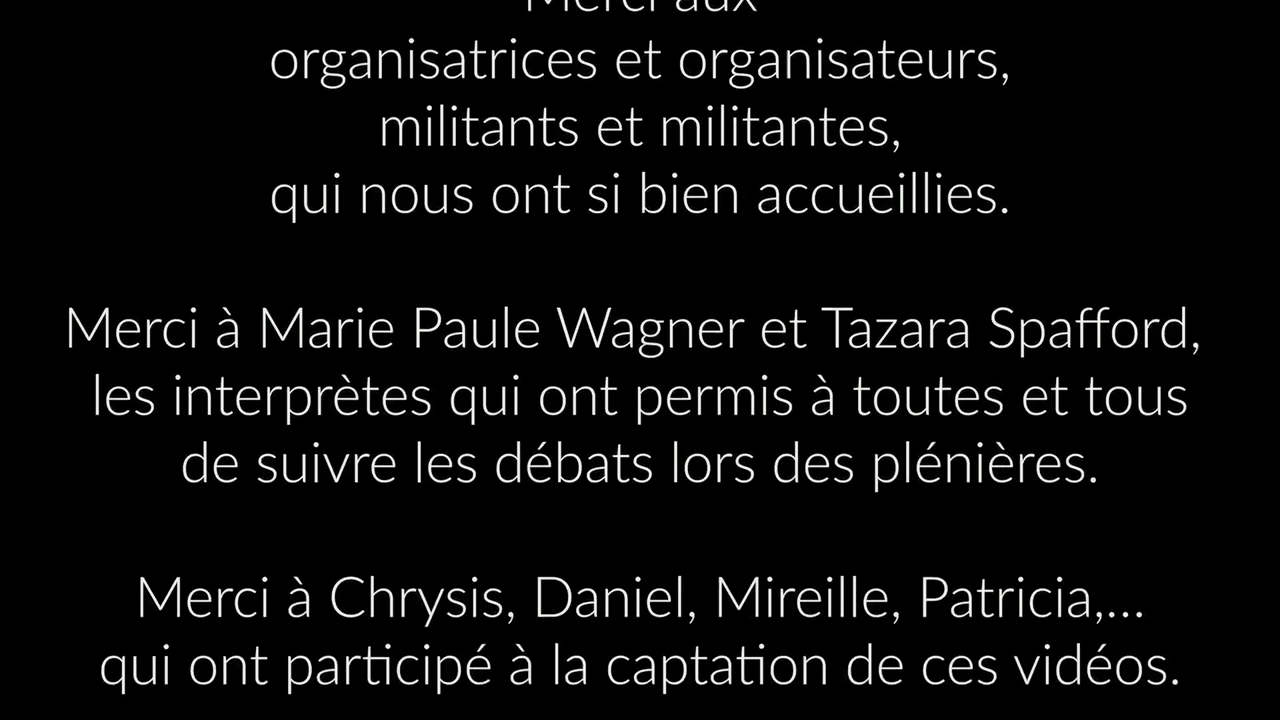 Merci aux
organisatrices et organisateurs,
militants et militantes,
qui nous ont si bien accueillies.
Merci à Marie Paule Wagner et Tazara Spafford,
les interprètes qui ont permis à toutes et tous
de suivre les débats lors des plénières.
Merci à Chrysis, Daniel, Mireille, Patricia,...
qui ont participé à la captation de ces vidéos.